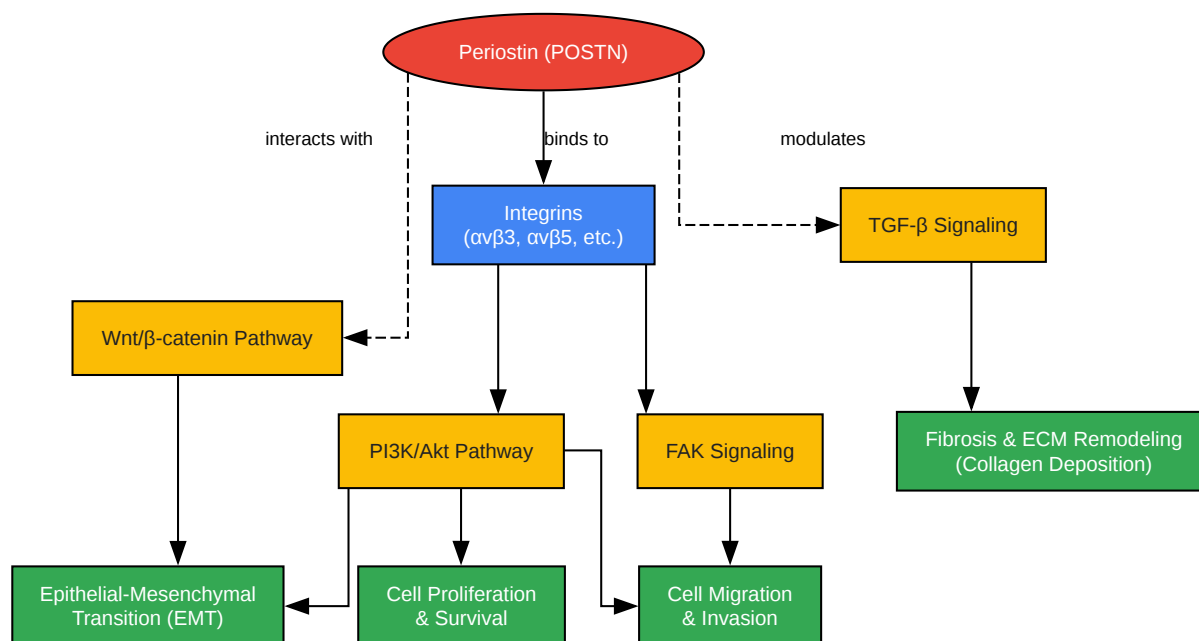 Periostin (POSTN)
interacts with
binds to
modulates
Integrins
(αvβ3, αvβ5, etc.)
TGF-β Signaling
Wnt/β-catenin Pathway
PI3K/Akt Pathway
FAK Signaling
Fibrosis & ECM Remodeling
(Collagen Deposition)
Epithelial-Mesenchymal
Transition (EMT)
Cell Proliferation
& Survival
Cell Migration
& Invasion